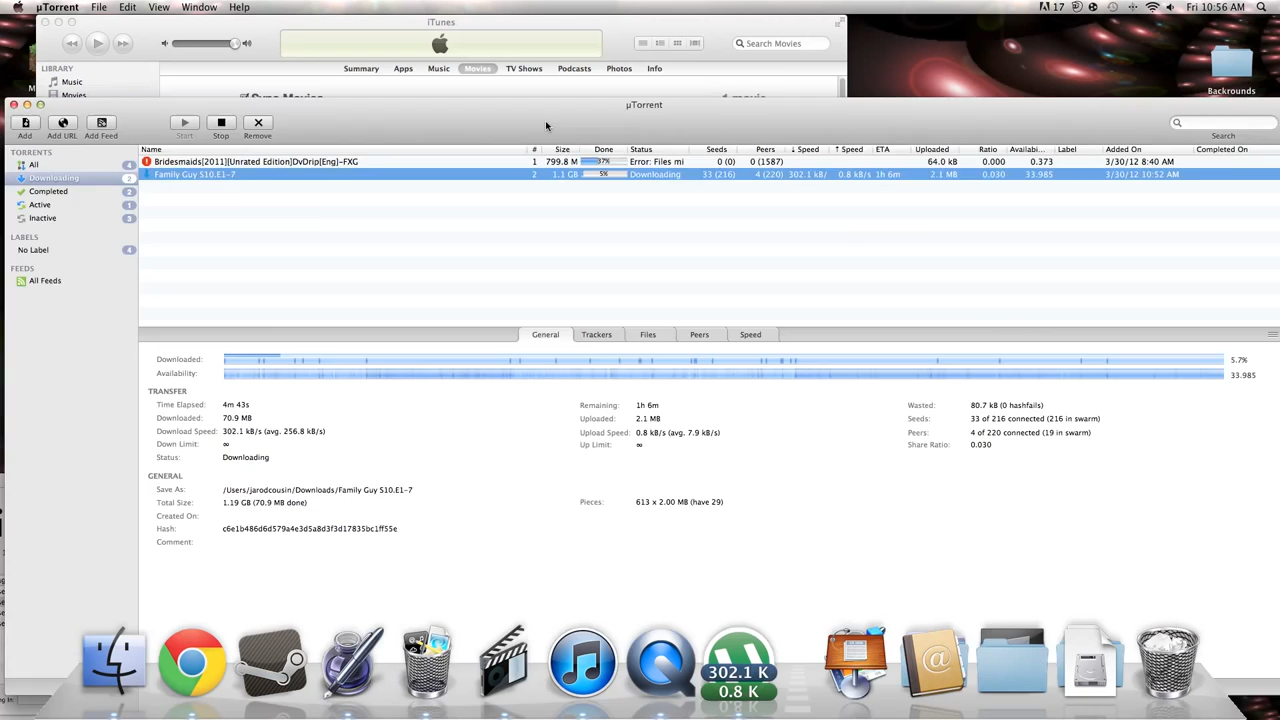 µTorrent File Edit View Window Help 17 Fri 10:56 AM
iTunes
Search Movies
LIBRARY Summary Apps Music Movies TV Shows Podcasts Photos Info
Music
Movies
Backrounds
µTorrent
Add Add URL Add Feed Start Stop Remove Search
TORRENTS Name # Size Done Status Seeds Peers ↓ Speed ↑ Speed ETA Uploaded Ratio Availabi... Label Added On Completed On
All 4 Bridesmaids[2011][Unrated Edition]DvDrip[Eng]-FXG 1 799.8 M 37% Error: Files mi 0 (0) 0 (1587) 64.0 kB 0.000 0.373 3/30/12 8:40 AM
Downloading 2 Family Guy S10.E1-7 2 1.1 GB 5% Downloading 33 (216) 4 (220) 302.1 kB/ 0.8 kB/s 1h 6m 2.1 MB 0.030 33.985 3/30/12 10:52 AM
Completed 2
Active 1
Inactive 3
LABELS
No Label 4
FEEDS
All Feeds
General Trackers Files Peers Speed
Downloaded: 5.7%
Availability: 33.985
TRANSFER
Time Elapsed: 4m 43s Remaining: 1h 6m Wasted: 80.7 kB (0 hashfails)
Downloaded: 70.9 MB Uploaded: 2.1 MB Seeds: 33 of 216 connected (216 in swarm)
Download Speed: 302.1 kB/s (avg. 256.8 kB/s) Upload Speed: 0.8 kB/s (avg. 7.9 kB/s) Peers: 4 of 220 connected (19 in swarm)
Down Limit: ∞ Up Limit: ∞ Share Ratio: 0.030
Status: Downloading
GENERAL
Save As: /Users/jarodcousin/Downloads/Family Guy S10.E1-7
Total Size: 1.19 GB (70.9 MB done) Pieces: 613 x 2.00 MB (have 29)
Created On:
Hash: c6e1b486d6d579a4e3d5a8d3f3d17835bc1ff55e
Comment:
302.1 K
0.8 K